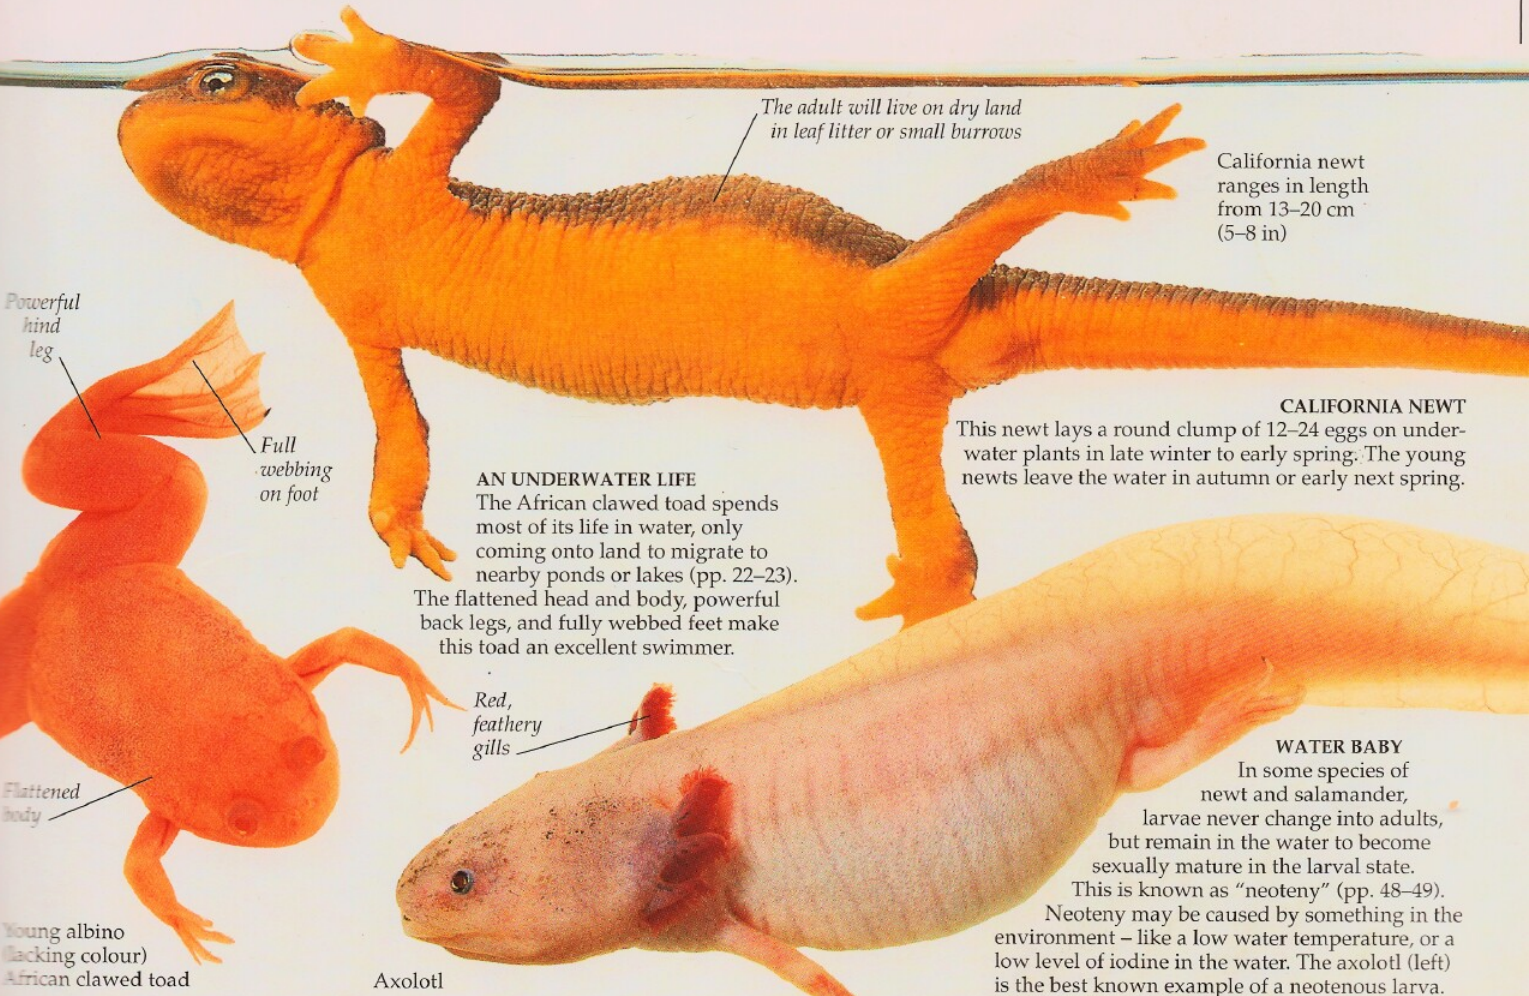 The adult will live on dry land
in leaf litter or small burrows
California newt
ranges in length
from 13–20 cm
(5–8 in)
Powerful
hind
leg
Full
webbing
on foot
CALIFORNIA NEWT
This newt lays a round clump of 12–24 eggs on under-
water plants in late winter to early spring. The young
newts leave the water in autumn or early next spring.
AN UNDERWATER LIFE
The African clawed toad spends
most of its life in water, only
coming onto land to migrate to
nearby ponds or lakes (pp. 22–23).
The flattened head and body, powerful
back legs, and fully webbed feet make
this toad an excellent swimmer.
Red,
feathery
gills
Flattened
body
WATER BABY
In some species of
newt and salamander,
larvae never change into adults,
but remain in the water to become
sexually mature in the larval state.
This is known as “neoteny” (pp. 48–49).
Neoteny may be caused by something in the
environment – like a low water temperature, or a
low level of iodine in the water. The axolotl (left)
is the best known example of a neotenous larva.
Young albino
(lacking colour)
African clawed toad
Axolotl